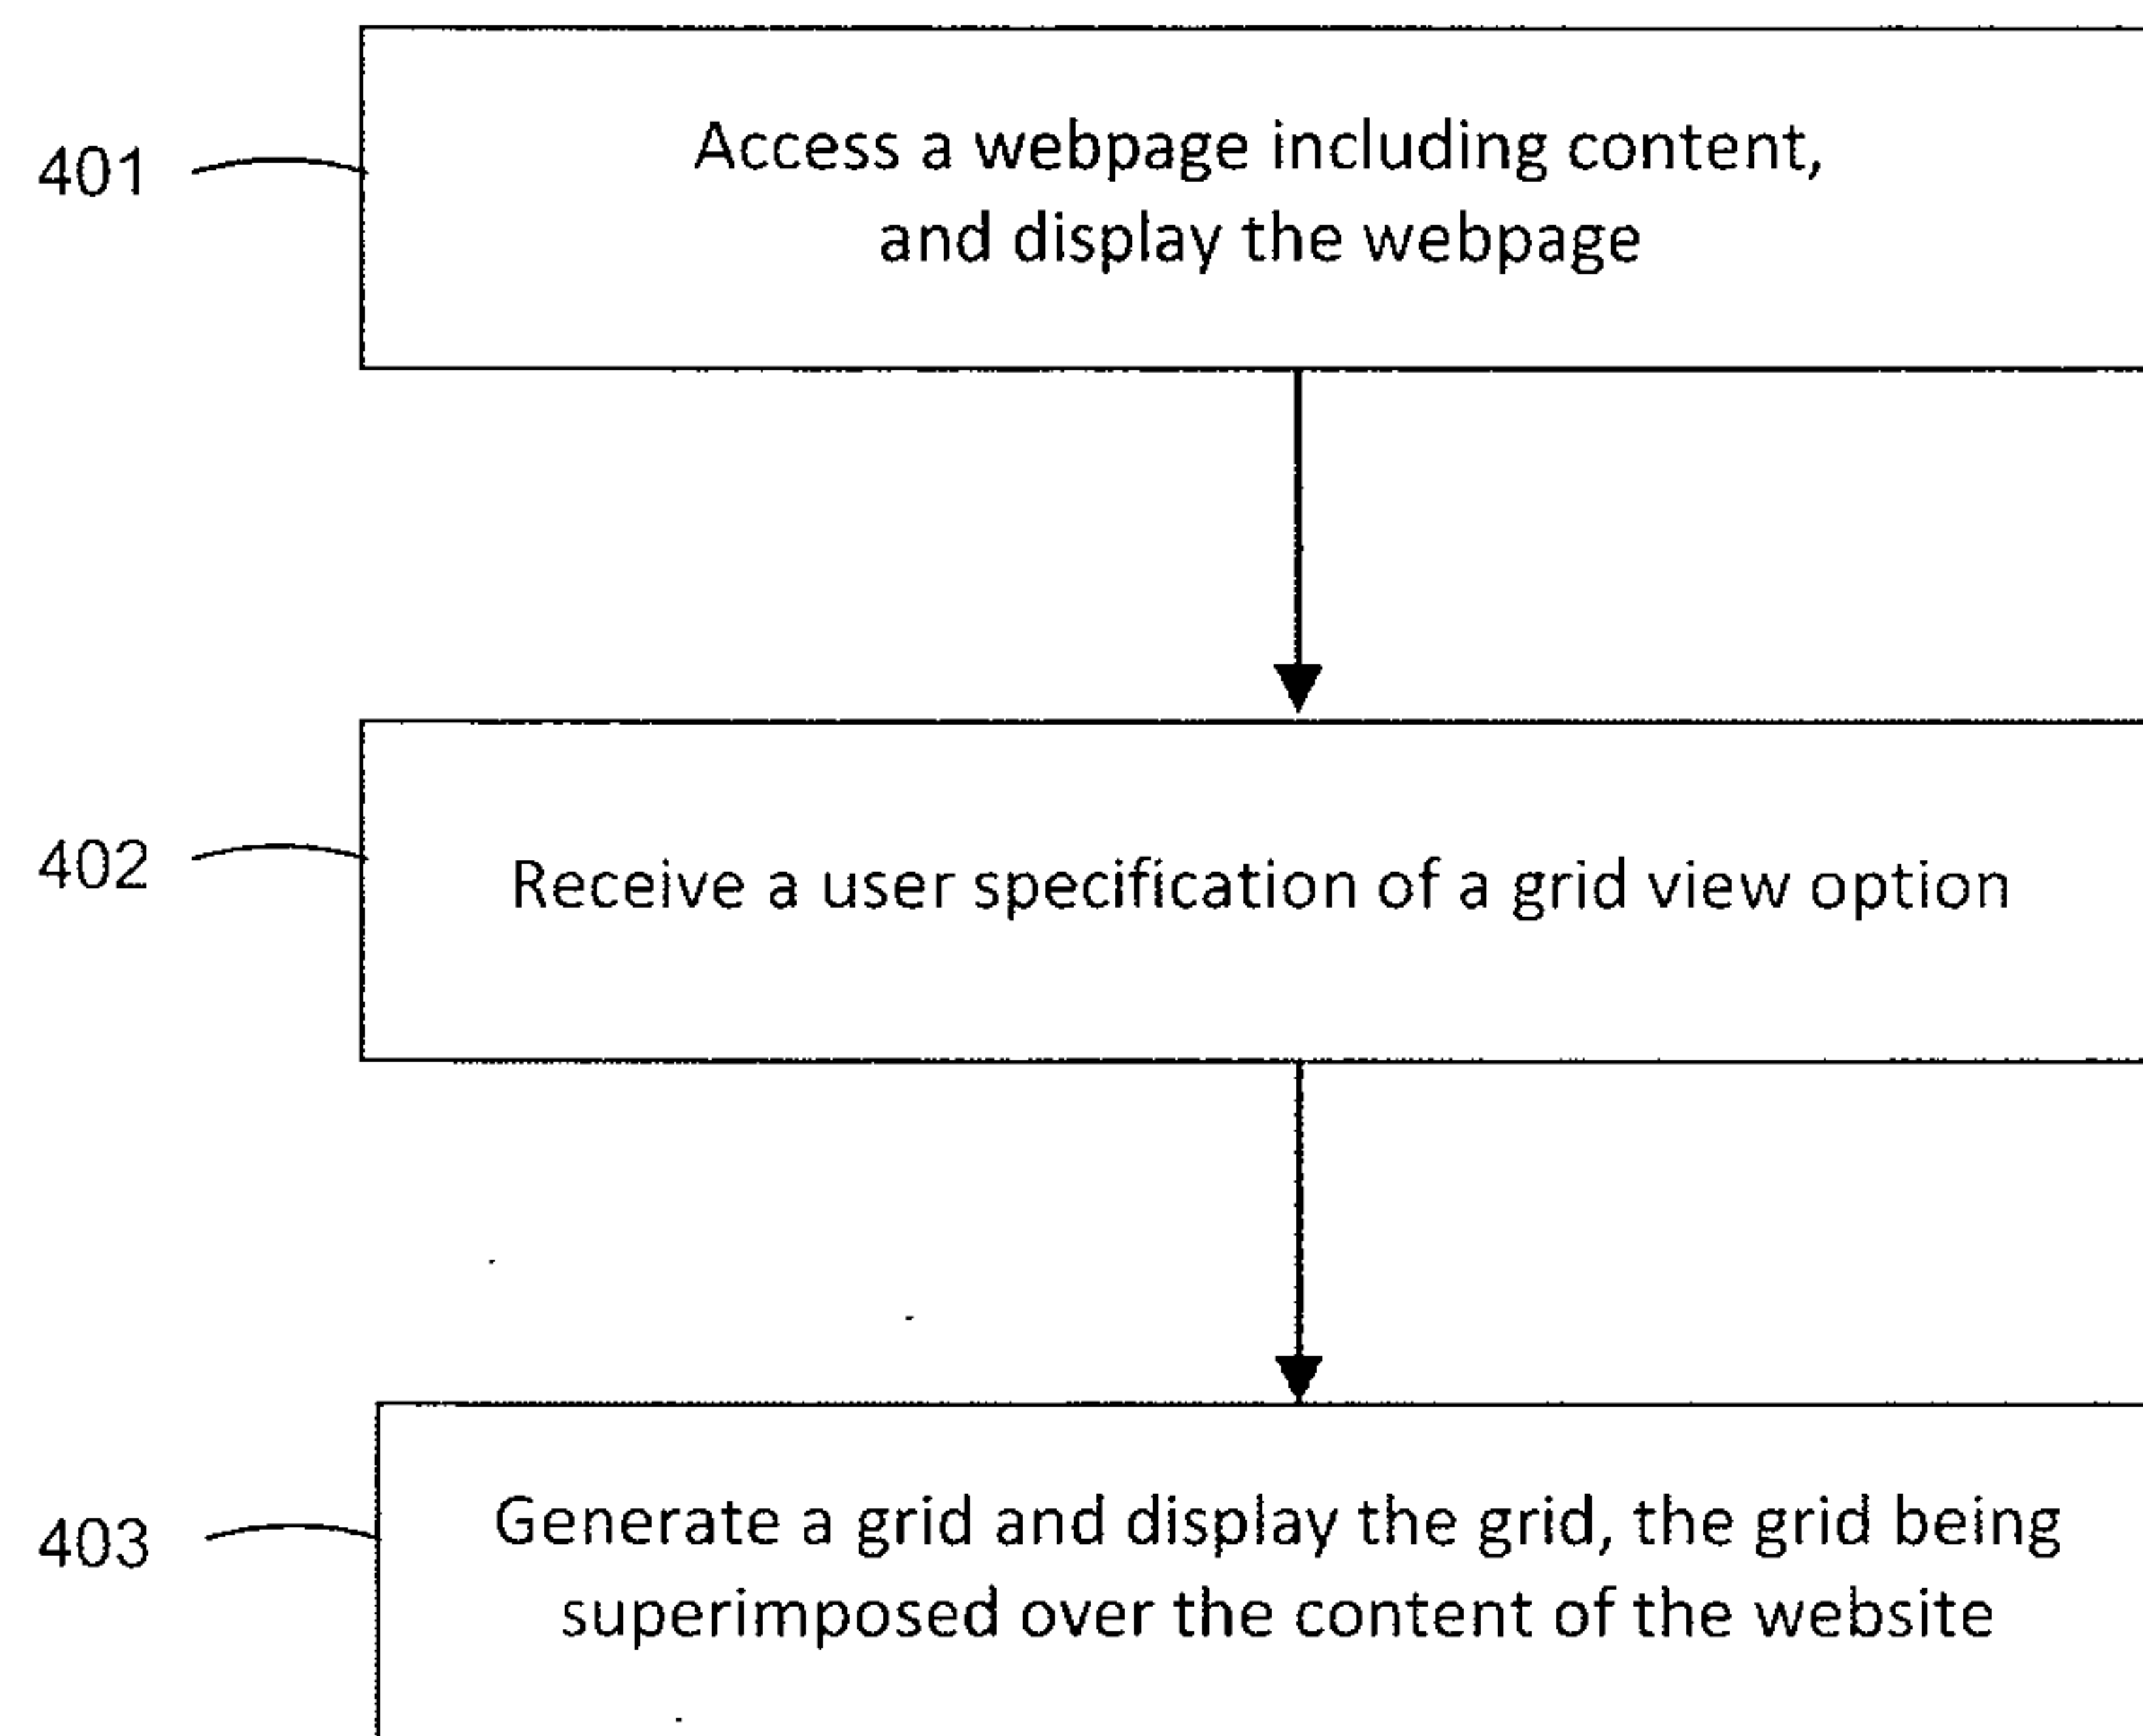 401
Access a webpage including content,
and display the webpage
402
Receive a user specification of a grid view option
403
Generate a grid and display the grid, the grid being
superimposed over the content of the website